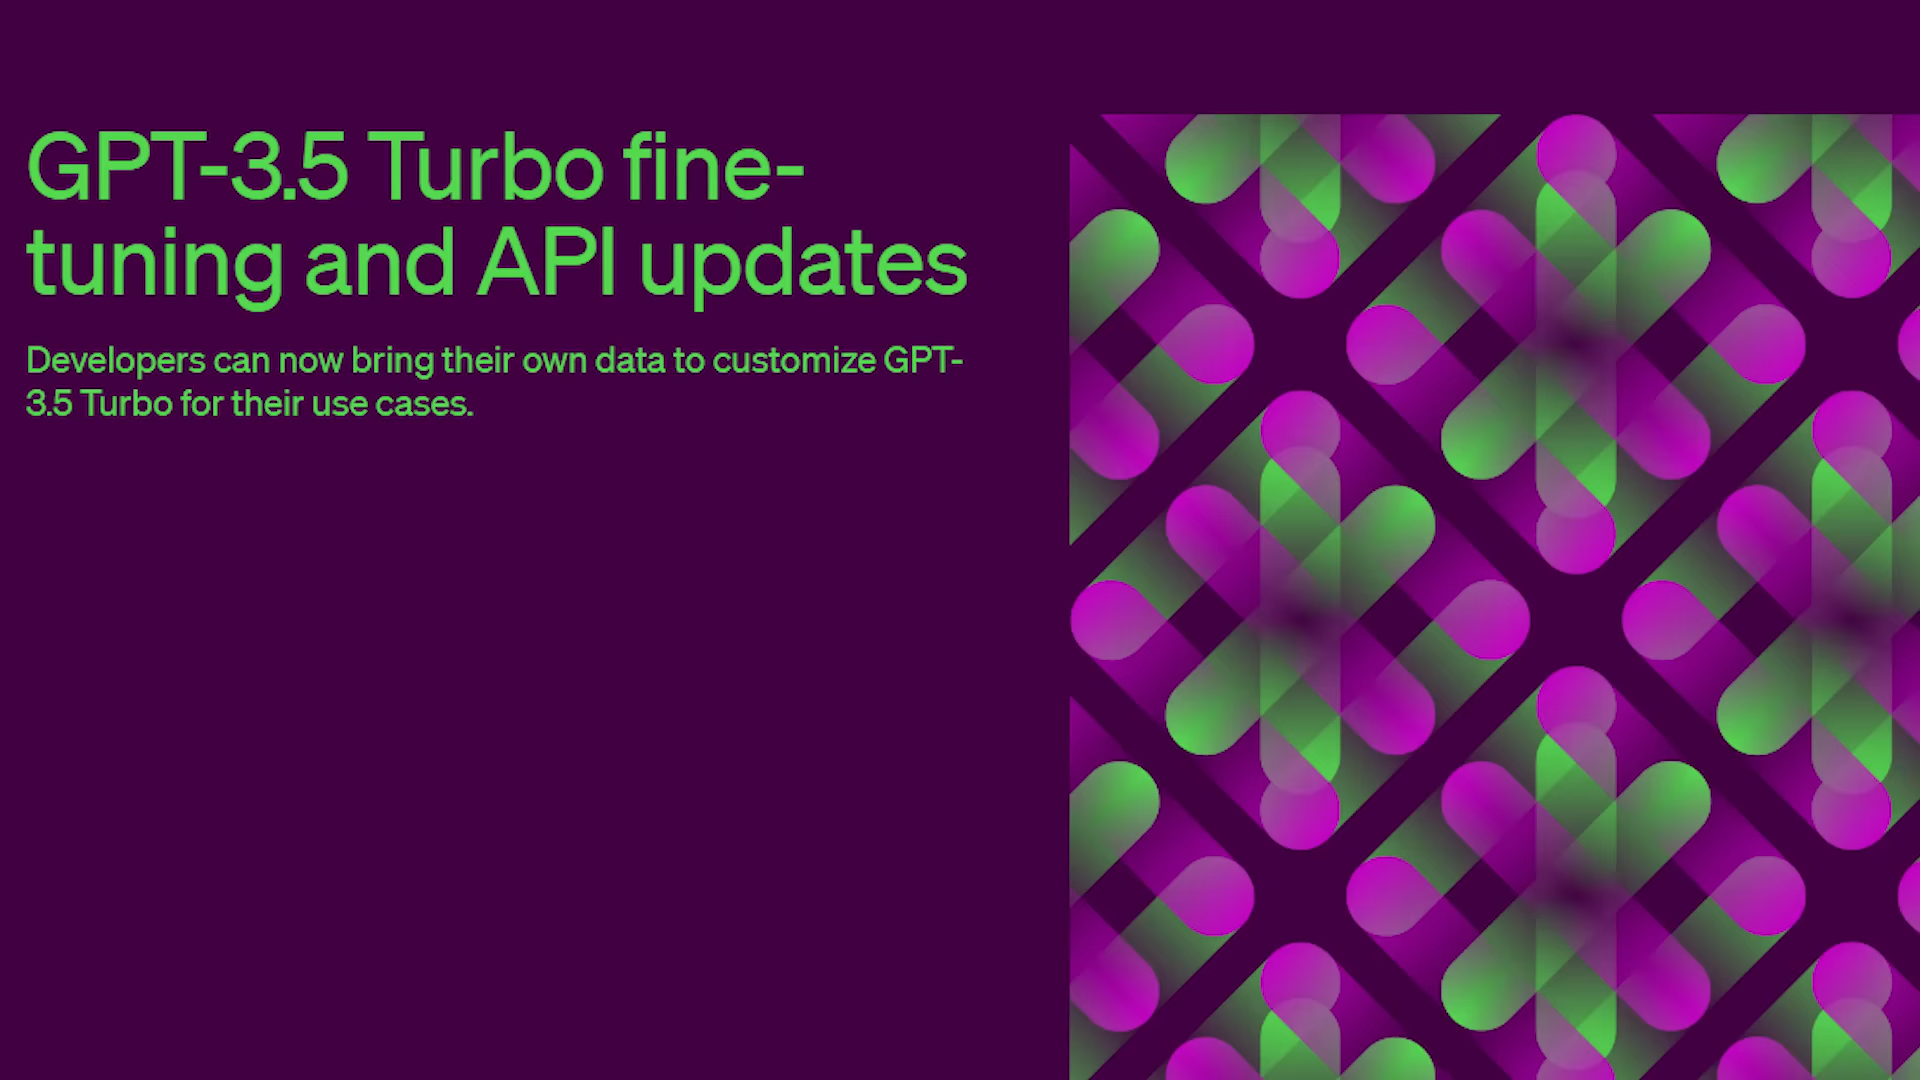 GPT-3.5 Turbo fine-
tuning and API updates
Developers can now bring their own data to customize GPT-
3.5 Turbo for their use cases.